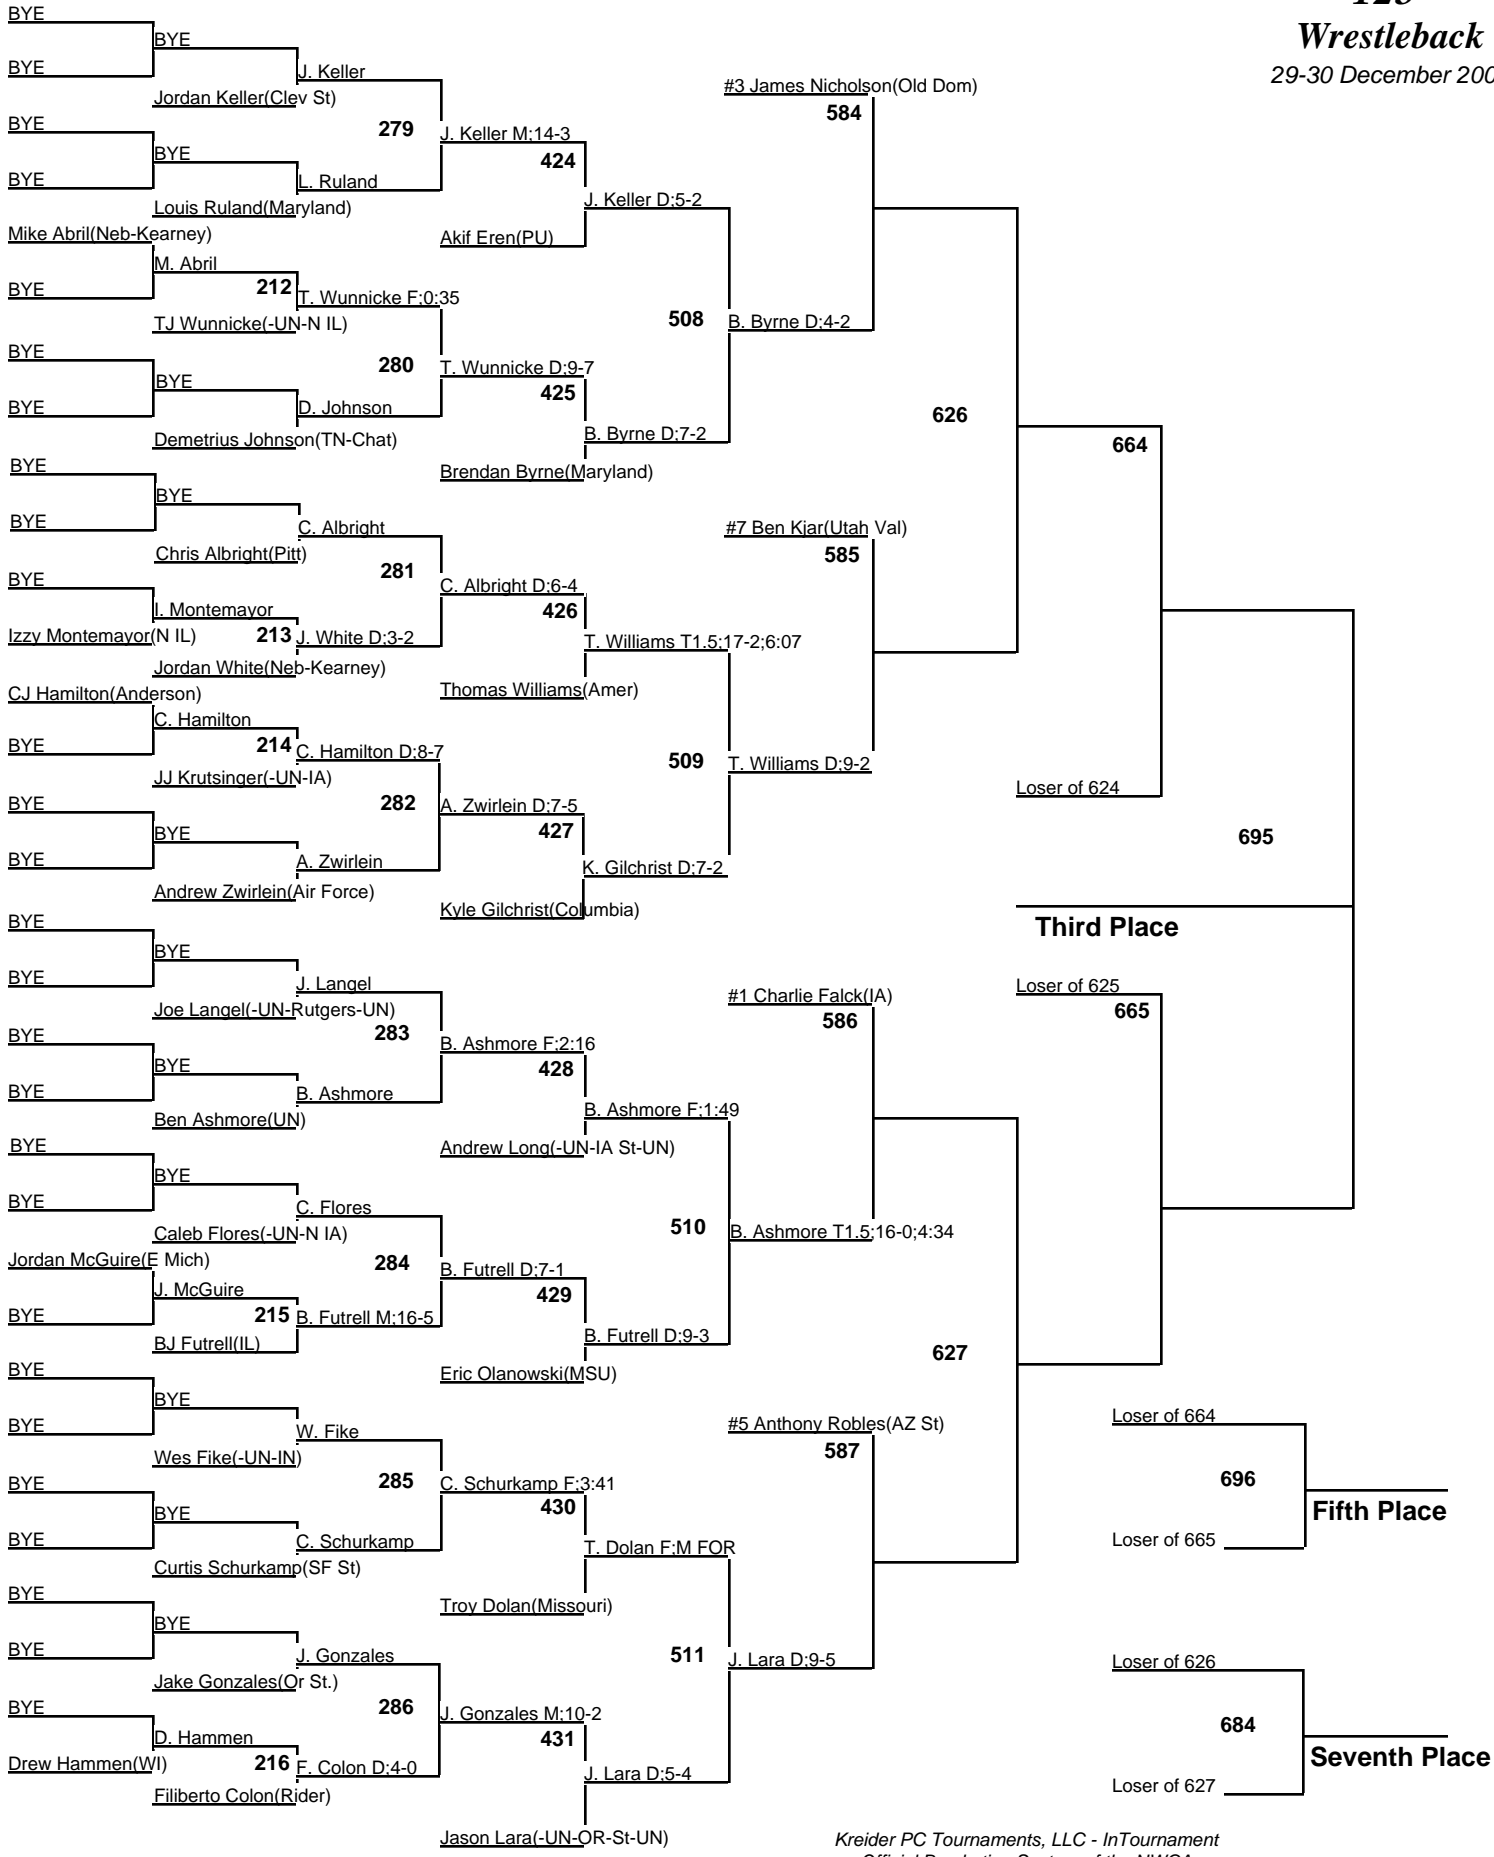 125
Wrestleback
29-30 December 200
BYE
BYE
BYE
J. Keller
Jordan Keller(Clev St)
279
BYE
BYE
BYE
L. Ruland
Louis Ruland(Maryland)
J. Keller M;14-3
424
Akif Eren(PU)
J. Keller D;5-2
#3 James Nicholson(Old Dom)
584
Mike Abril(Neb-Kearney)
M. Abril
BYE
212
T. Wunnicke F;0:35
TJ Wunnicke(-UN-N IL)
508
B. Byrne D;4-2
BYE
BYE
BYE
280
D. Johnson
Demetrius Johnson(TN-Chat)
T. Wunnicke D;9-7
425
B. Byrne D;7-2
Brendan Byrne(Maryland)
626
664
BYE
BYE
BYE
C. Albright
Chris Albright(Pitt)
281
C. Albright D;6-4
426
#7 Ben Kjar(Utah Val)
585
BYE
I. Montemayor
Izzy Montemayor(N IL)
213
J. White D;3-2
Jordan White(Neb-Kearney)
T. Williams T1.5;17-2;6:07
Thomas Williams(Amer)
CJ Hamilton(Anderson)
C. Hamilton
BYE
214
C. Hamilton D;8-7
JJ Krutsinger(-UN-IA)
509
T. Williams D;9-2
Loser of 624
BYE
BYE
BYE
282
A. Zwirlein D;7-5
427
A. Zwirlein
Andrew Zwirlein(Air Force)
K. Gilchrist D;7-2
Kyle Gilchrist(Columbia)
695
Third Place
BYE
BYE
BYE
J. Langel
Joe Langel(-UN-Rutgers-UN)
283
#1 Charlie Falck(IA)
586
Loser of 625
665
BYE
BYE
BYE
B. Ashmore
Ben Ashmore(UN)
B. Ashmore F;2:16
428
B. Ashmore F;1:49
Andrew Long(-UN-IA St-UN)
BYE
BYE
BYE
C. Flores
Caleb Flores(-UN-N IA)
510
B. Ashmore T1.5;16-0;4:34
Jordan McGuire(E Mich)
J. McGuire
BYE
215
B. Futrell M;16-5
BJ Futrell(IL)
284
B. Futrell D;7-1
429
B. Futrell D;9-3
Eric Olanowski(MSU)
627
BYE
BYE
BYE
W. Fike
Wes Fike(-UN-IN)
#5 Anthony Robles(AZ St)
587
Loser of 664
696
Fifth Place
Loser of 665
285
C. Schurkamp F;3:41
430
BYE
BYE
BYE
C. Schurkamp
Curtis Schurkamp(SF St)
T. Dolan F;M FOR
Troy Dolan(Missouri)
BYE
BYE
BYE
J. Gonzales
Jake Gonzales(Or St.)
511
J. Lara D;9-5
Loser of 626
684
Seventh Place
Loser of 627
286
J. Gonzales M;10-2
431
BYE
D. Hammen
Drew Hammen(WI)
216
F. Colon D;4-0
Filiberto Colon(Rider)
J. Lara D;5-4
Jason Lara(-UN-OR-St-UN)
Kreider PC Tournaments, LLC - InTournament